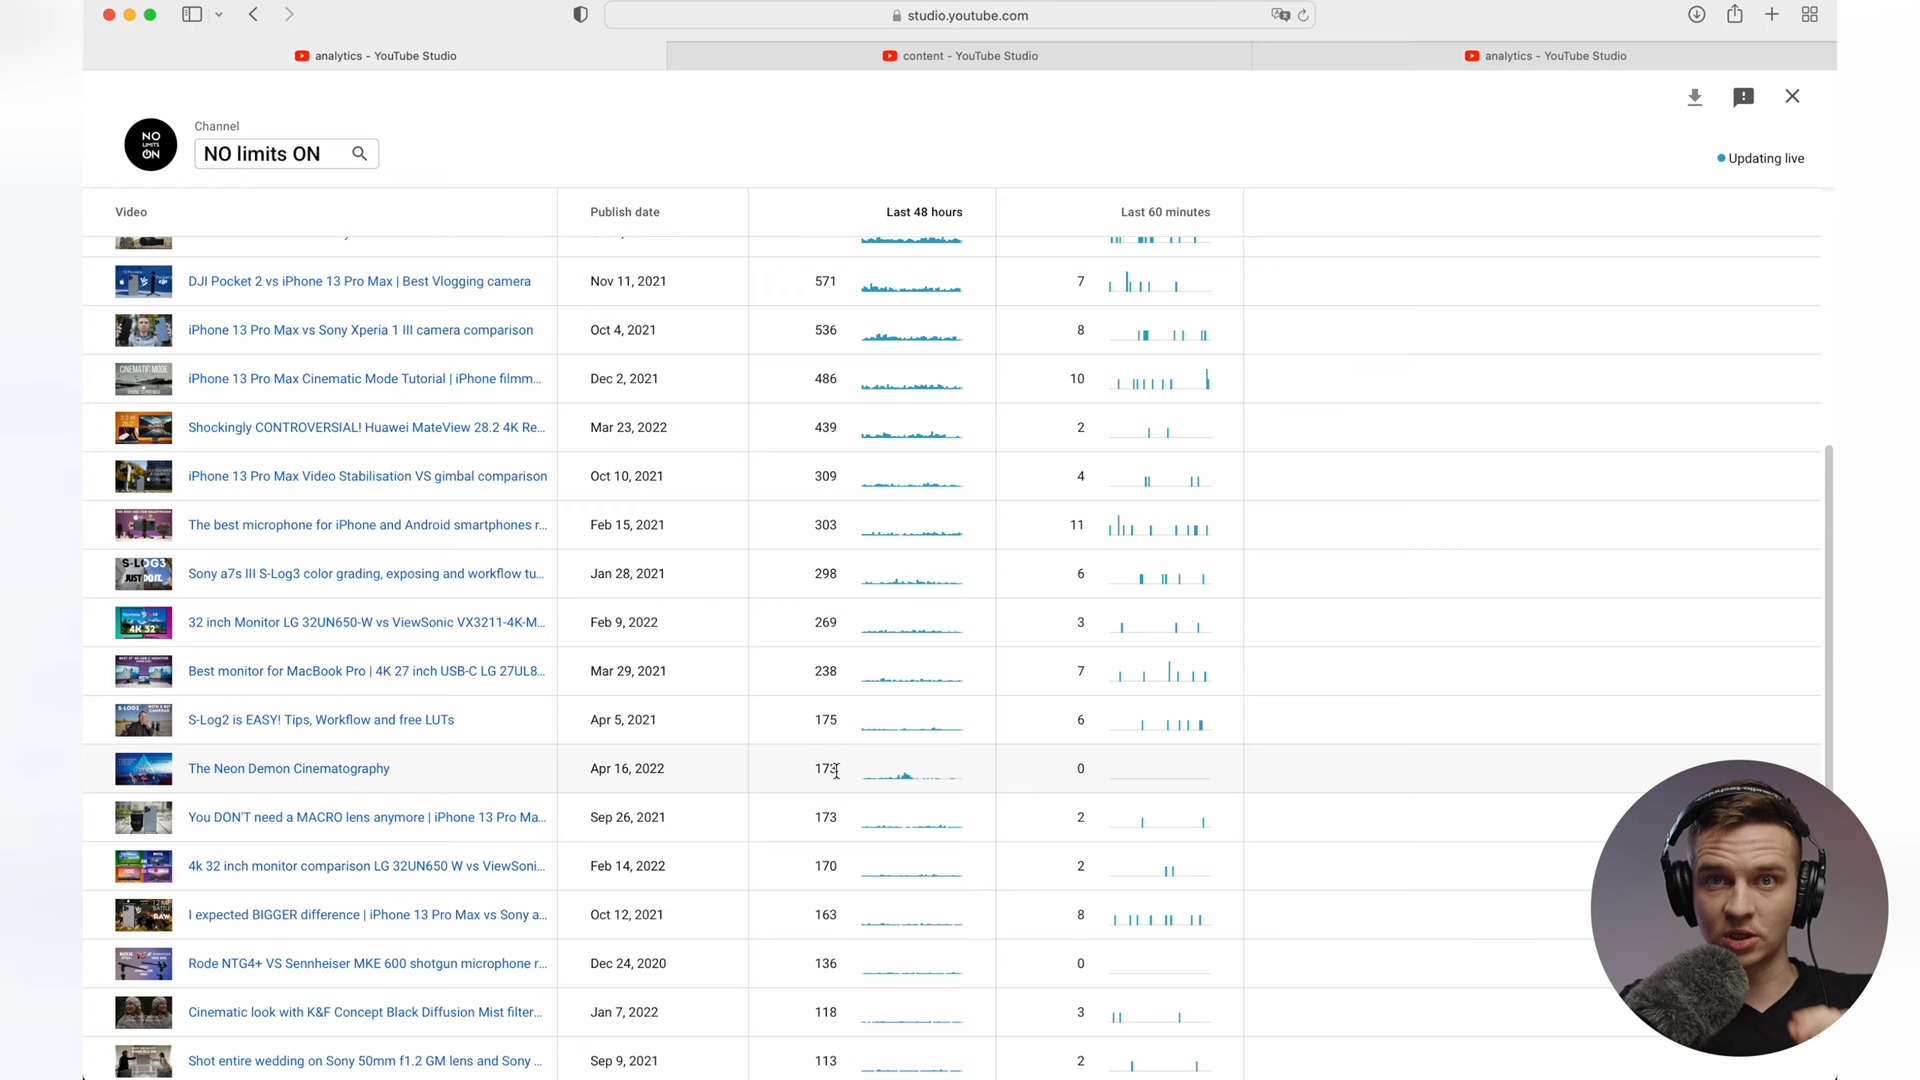 studio.youtube.com
analytics - YouTube Studio
content - YouTube Studio
analytics - YouTube Studio
NO LIMITS ON
Channel
NO limits ON
Updating live
Video Publish date Last 48 hours Last 60 minutes
DJI Pocket 2 vs iPhone 13 Pro Max | Best Vlogging camera Nov 11, 2021 571 7
iPhone 13 Pro Max vs Sony Xperia 1 III camera comparison Oct 4, 2021 536 8
iPhone 13 Pro Max Cinematic Mode Tutorial | iPhone filmm... Dec 2, 2021 486 10
Shockingly CONTROVERSIAL! Huawei MateView 28.2 4K Re... Mar 23, 2022 439 2
iPhone 13 Pro Max Video Stabilisation VS gimbal comparison Oct 10, 2021 309 4
The best microphone for iPhone and Android smartphones r... Feb 15, 2021 303 11
Sony a7s III S-Log3 color grading, exposing and workflow tu... Jan 28, 2021 298 6
32 inch Monitor LG 32UN650-W vs ViewSonic VX3211-4K-M... Feb 9, 2022 269 3
Best monitor for MacBook Pro | 4K 27 inch USB-C LG 27UL8... Mar 29, 2021 238 7
S-Log2 is EASY! Tips, Workflow and free LUTs Apr 5, 2021 175 6
The Neon Demon Cinematography Apr 16, 2022 173 0
You DON'T need a MACRO lens anymore | iPhone 13 Pro Ma... Sep 26, 2021 173 2
4k 32 inch monitor comparison LG 32UN650 W vs ViewSoni... Feb 14, 2022 170 2
I expected BIGGER difference | iPhone 13 Pro Max vs Sony a... Oct 12, 2021 163 8
Rode NTG4+ VS Sennheiser MKE 600 shotgun microphone r... Dec 24, 2020 136 0
Cinematic look with K&F Concept Black Diffusion Mist filter... Jan 7, 2022 118 3
Shot entire wedding on Sony 50mm f1.2 GM lens and Sony ... Sep 9, 2021 113 2